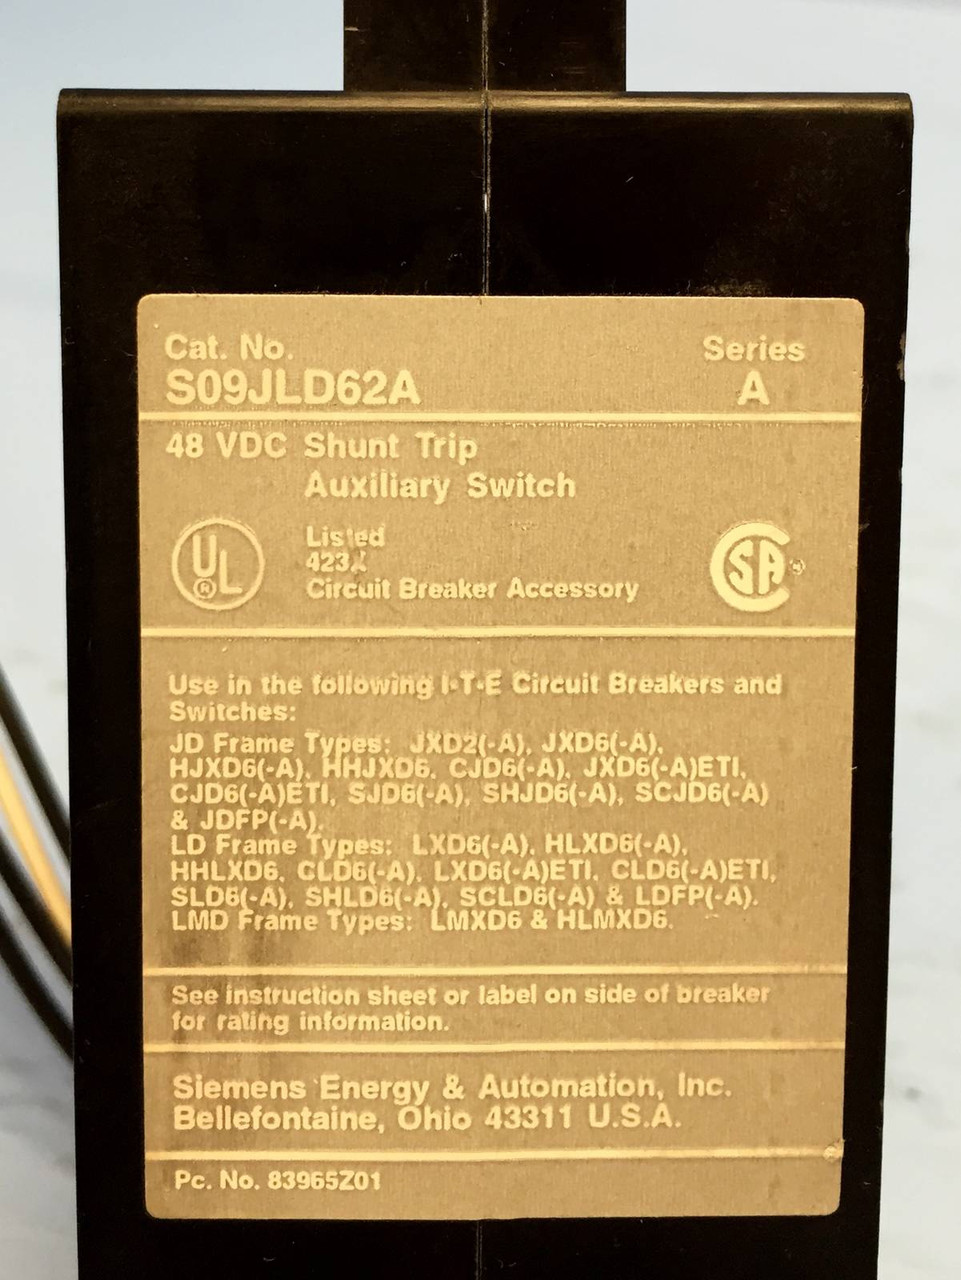 Cat. No. Series
S09JLD62A A
48 VDC Shunt Trip
Auxiliary Switch
UL
®
Listed
Circuit Breaker Accessory
CSA
Use in the following I-T-E Circuit Breakers and
Switches:
JD Frame Types: JXD2(-A), JXD6(-A),
HJXD6(-A), HHJXD6, CJD6(-A), JXD6(-A)ETI,
CJD6(-A)ETI, SJD6(-A), SHJD6(-A), SCJD6(-A)
& JDFP(-A).
LD Frame Types: LXD6(-A), HLXD6(-A),
HHLXD6, CLD6(-A), LXD6(-A)ETI, CLD6(-A)ETI,
SLD6(-A), SHLD6(-A), SCLD6(-A) & LDFP(-A).
LMD Frame Types: LMXD6 & HLMXD6.
See instruction sheet or label on side of breaker
for rating information.
Siemens Energy & Automation, Inc.
Bellefontaine, Ohio 43311 U.S.A.
Pc. No. 83965Z01